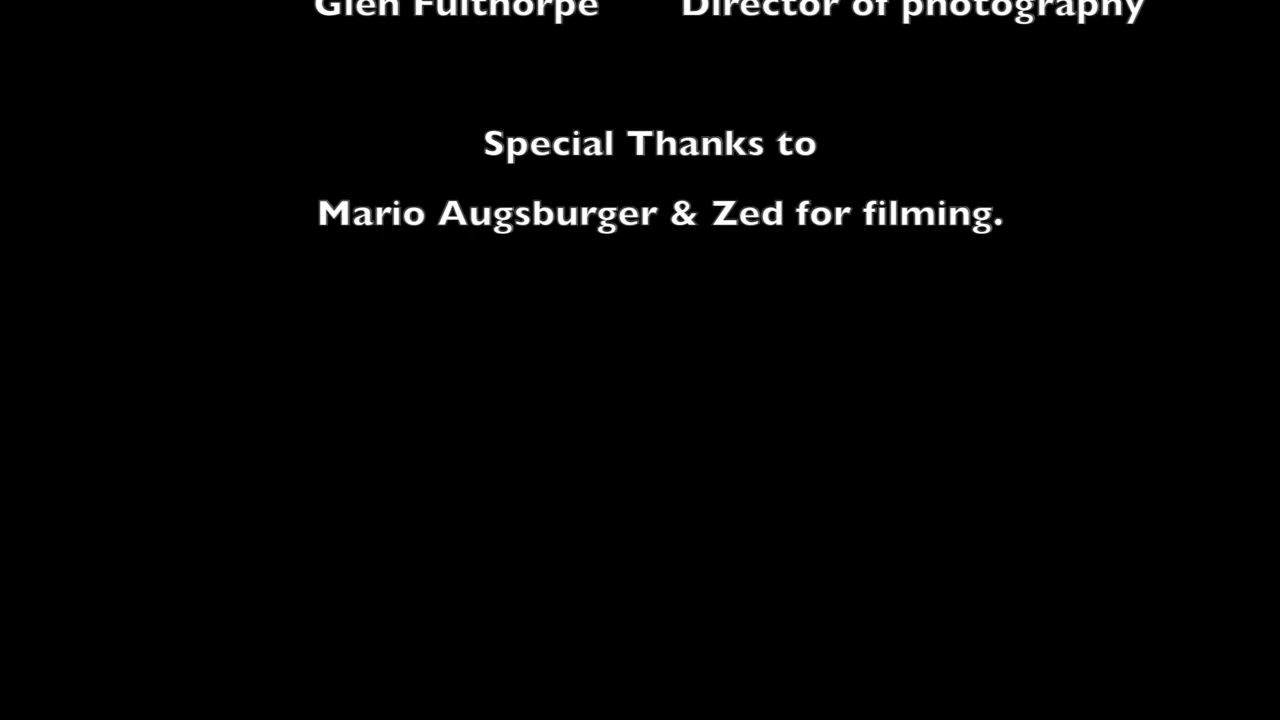 Glen Fulthorpe Director of photography
Special Thanks to
Mario Augsburger & Zed for filming.